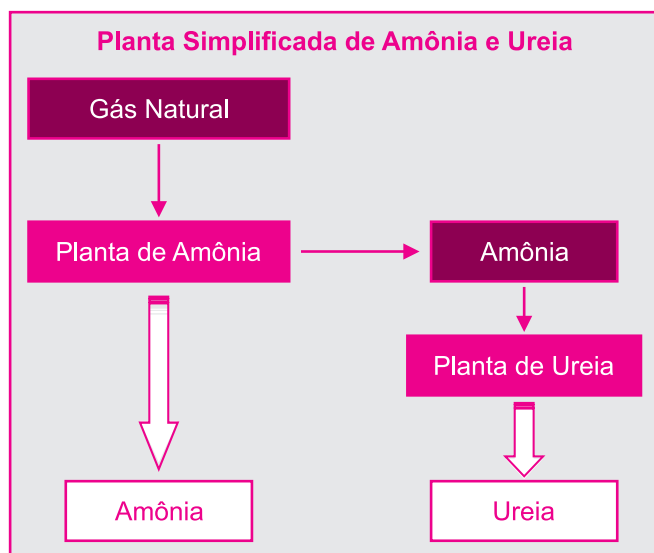 Planta Simplificada de Amônia e Ureia
Gás Natural
Planta de Amônia
Amônia
Planta de Ureia
Amônia
Ureia